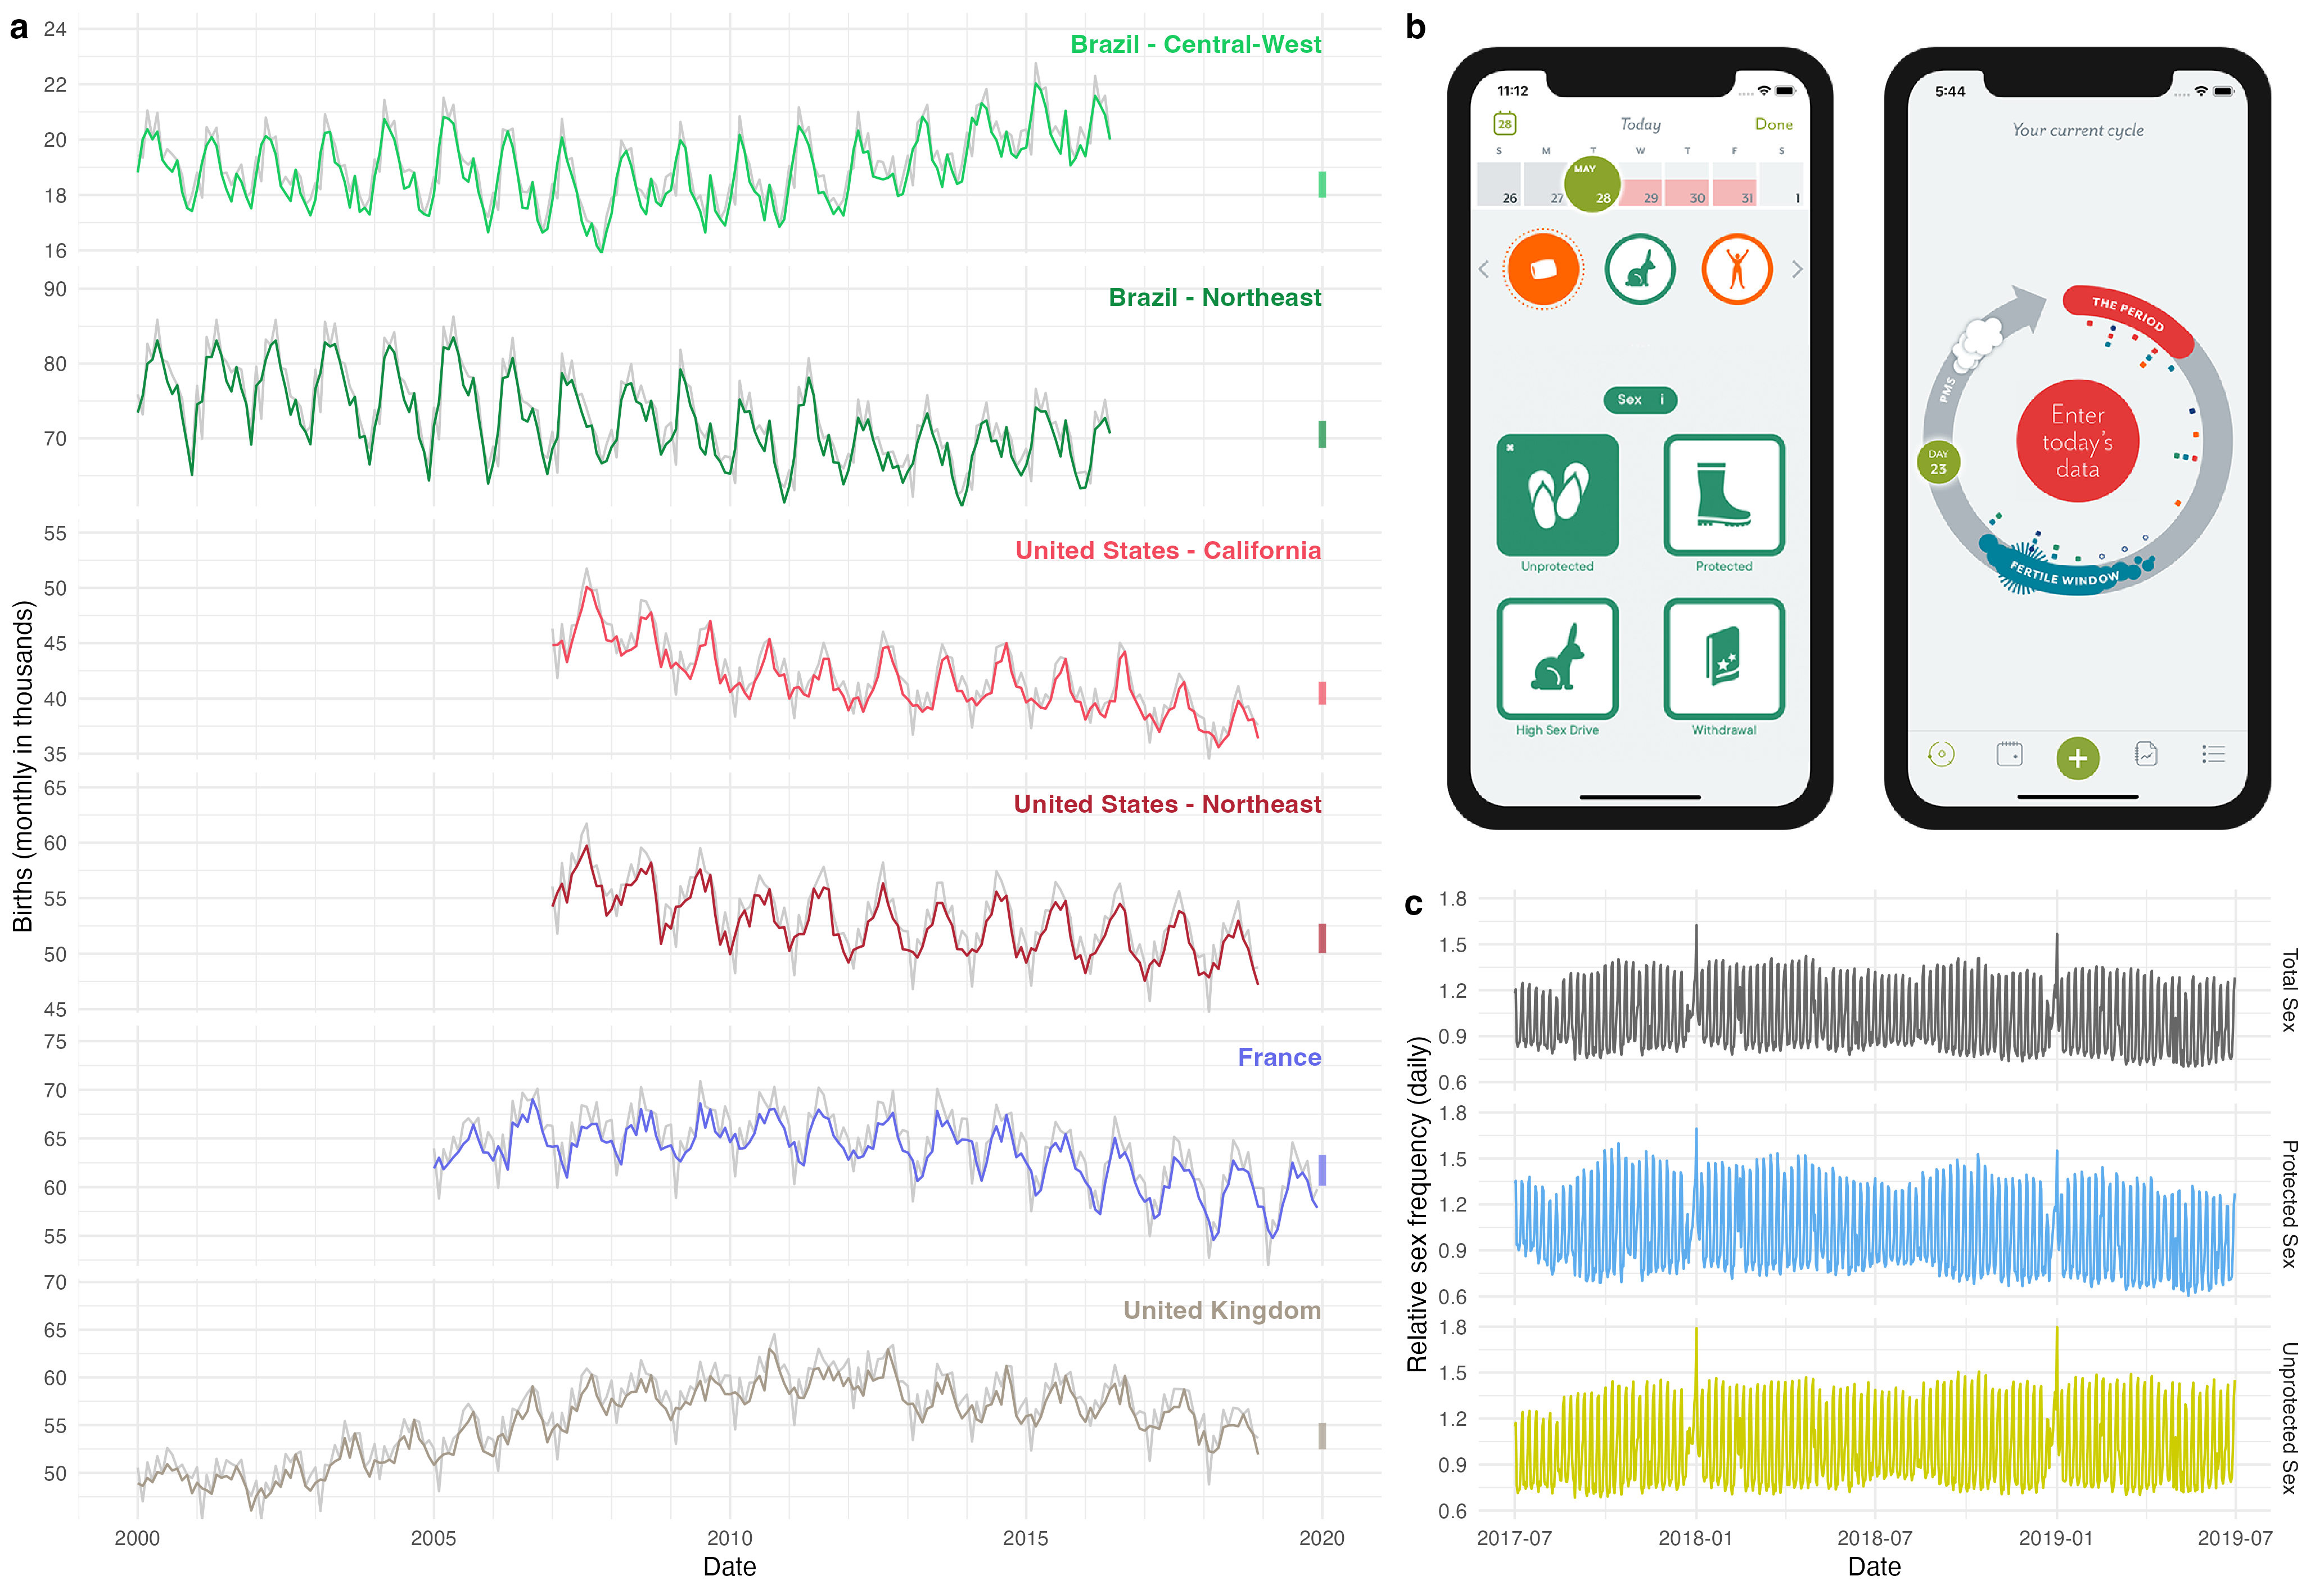 a
Births (monthly in thousands)
Brazil - Central-West
24
22
20
18
16
Brazil - Northeast
90
80
70
United States - California
55
50
45
40
35
United States - Northeast
65
60
55
50
45
France
75
70
65
60
55
United Kingdom
70
65
60
55
50
2000 2005 2010 2015 2020
Date
b
11:12
28 Today Done
S M T W T F S
MAY
26 27 28 29 30 31 1
Sex i
Unprotected Protected
High Sex Drive Withdrawal
5:44
Your current cycle
THE PERIOD
PMS
Enter
today's
data
DAY
23
FERTILE WINDOW
c
Relative sex frequency (daily)
1.8
1.5
1.2
0.9
0.6
Total Sex
1.8
1.5
1.2
0.9
0.6
Protected Sex
1.8
1.5
1.2
0.9
0.6
Unprotected Sex
2017-07 2018-01 2018-07 2019-01 2019-07
Date